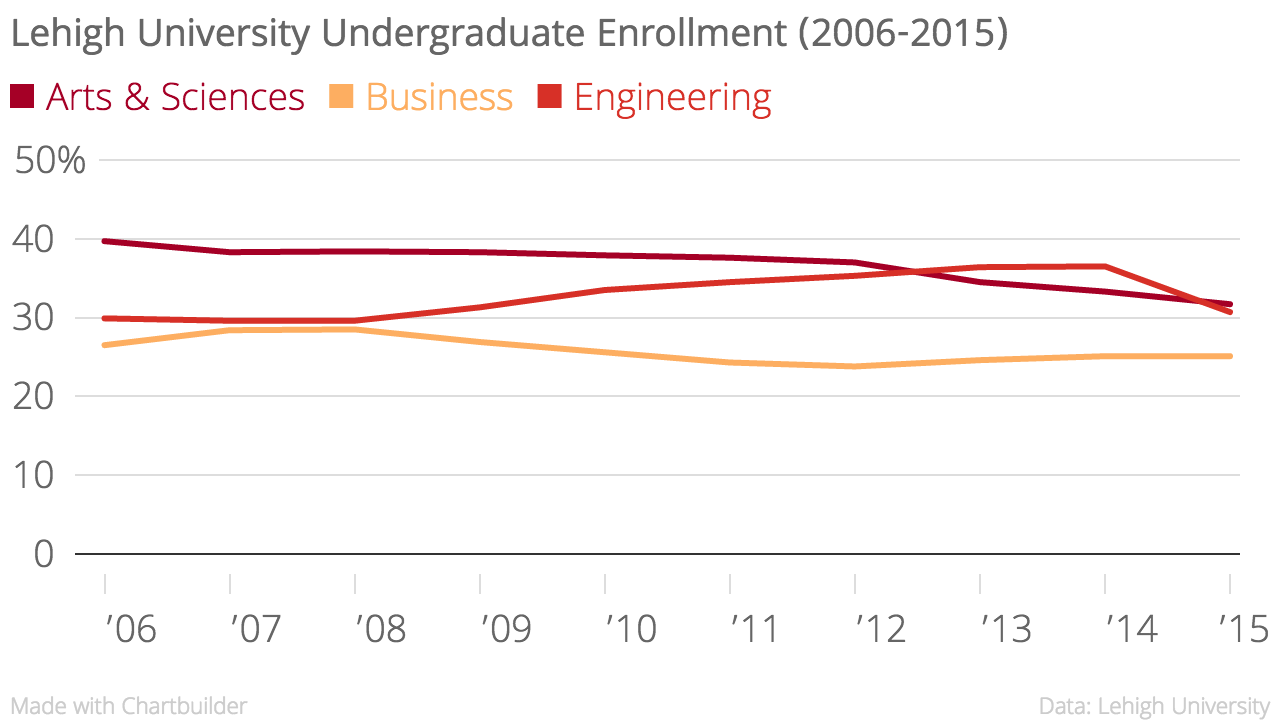 Lehigh University Undergraduate Enrollment (2006-2015)
Arts & Sciences Business Engineering
50%
40
30
20
10
0
’06 ’07 ’08 ’09 ’10 ’11 ’12 ’13 ’14 ’15
Made with Chartbuilder Data: Lehigh University